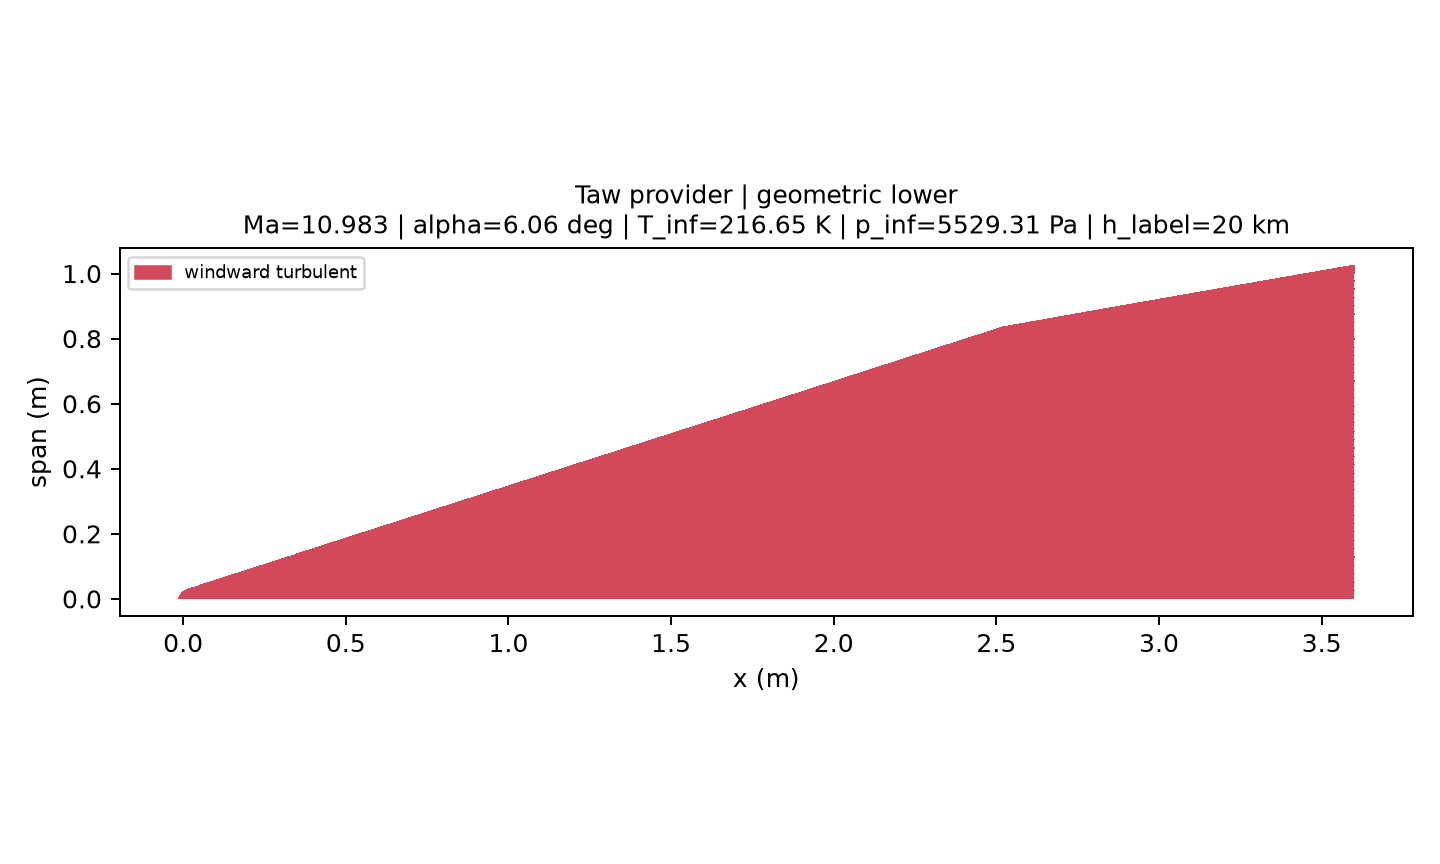 Taw provider | geometric lower
Ma=10.983 | alpha=6.06 deg | T_inf=216.65 K | p_inf=5529.31 Pa | h_label=20 km
windward turbulent
1.0
0.8
0.6
0.4
0.2
0.0
span (m)
0.0 0.5 1.0 1.5 2.0 2.5 3.0 3.5
x (m)